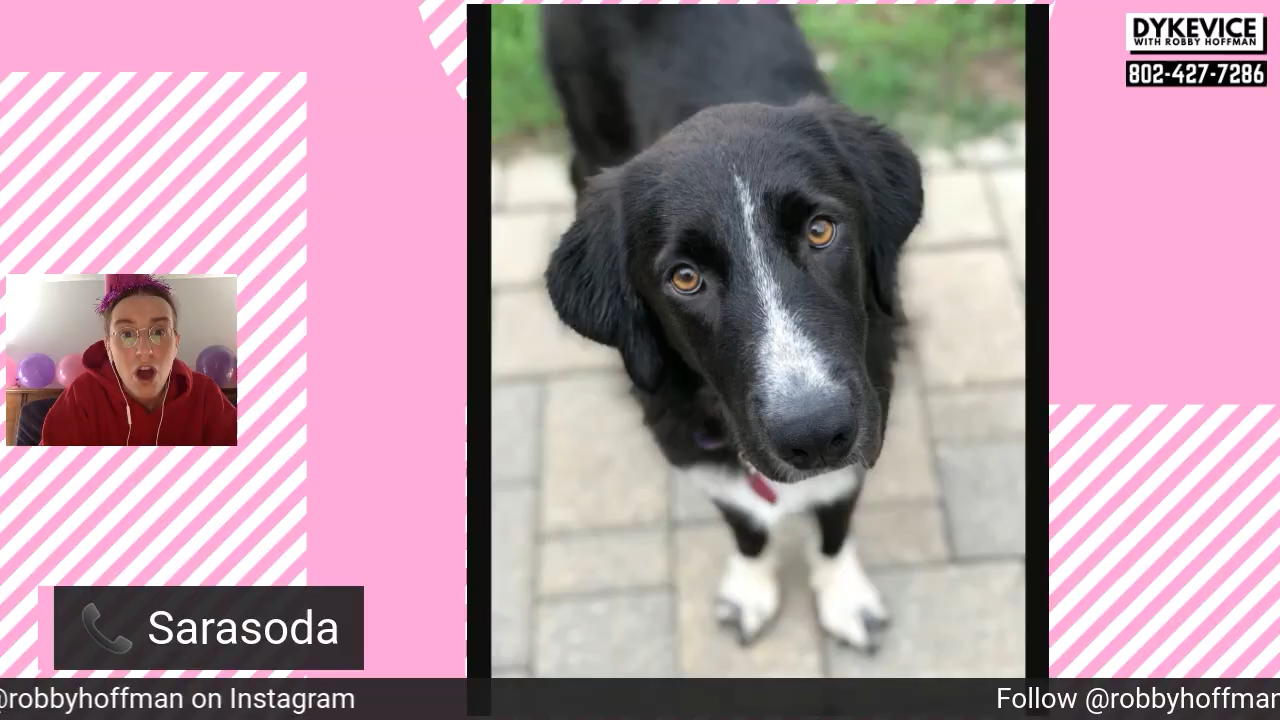 DYKEVICE
WITH ROBBY HOFFMAN
802-427-7286
Sarasoda
@robbyhoffman on Instagram
Follow @robbyhoffman